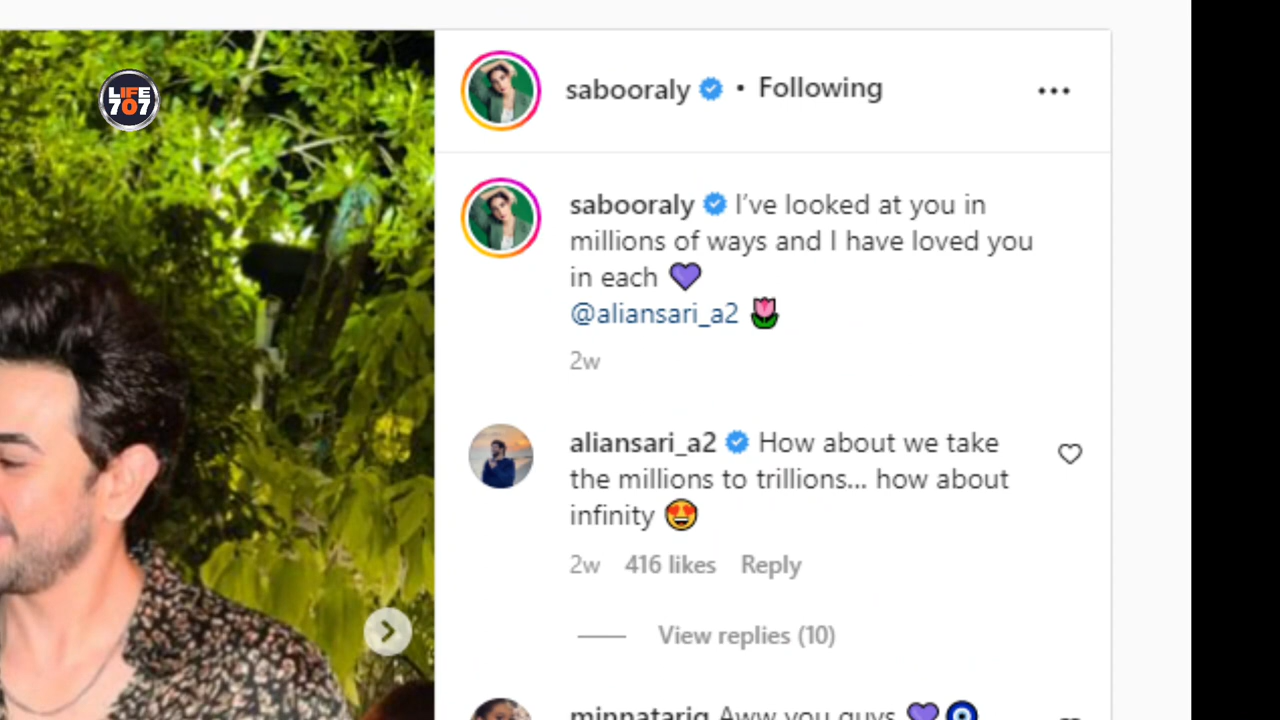 LIFE
707
sabooraly • Following
sabooraly I've looked at you in
millions of ways and I have loved you
in each 💜
@aliansari_a2 🌷
2w
aliansari_a2 How about we take
the millions to trillions... how about
infinity 😍
2w 416 likes Reply
View replies (10)
minnatariq Aww you guys 💜🧿